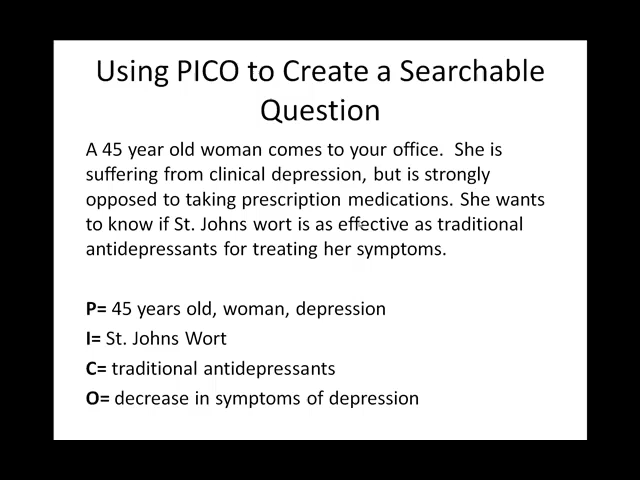 Using PICO to Create a Searchable
Question
A 45 year old woman comes to your office.  She is
suffering from clinical depression, but is strongly
opposed to taking prescription medications. She wants
to know if St. Johns wort is as effective as traditional
antidepressants for treating her symptoms.
P= 45 years old, woman, depression
I= St. Johns Wort
C= traditional antidepressants
O= decrease in symptoms of depression